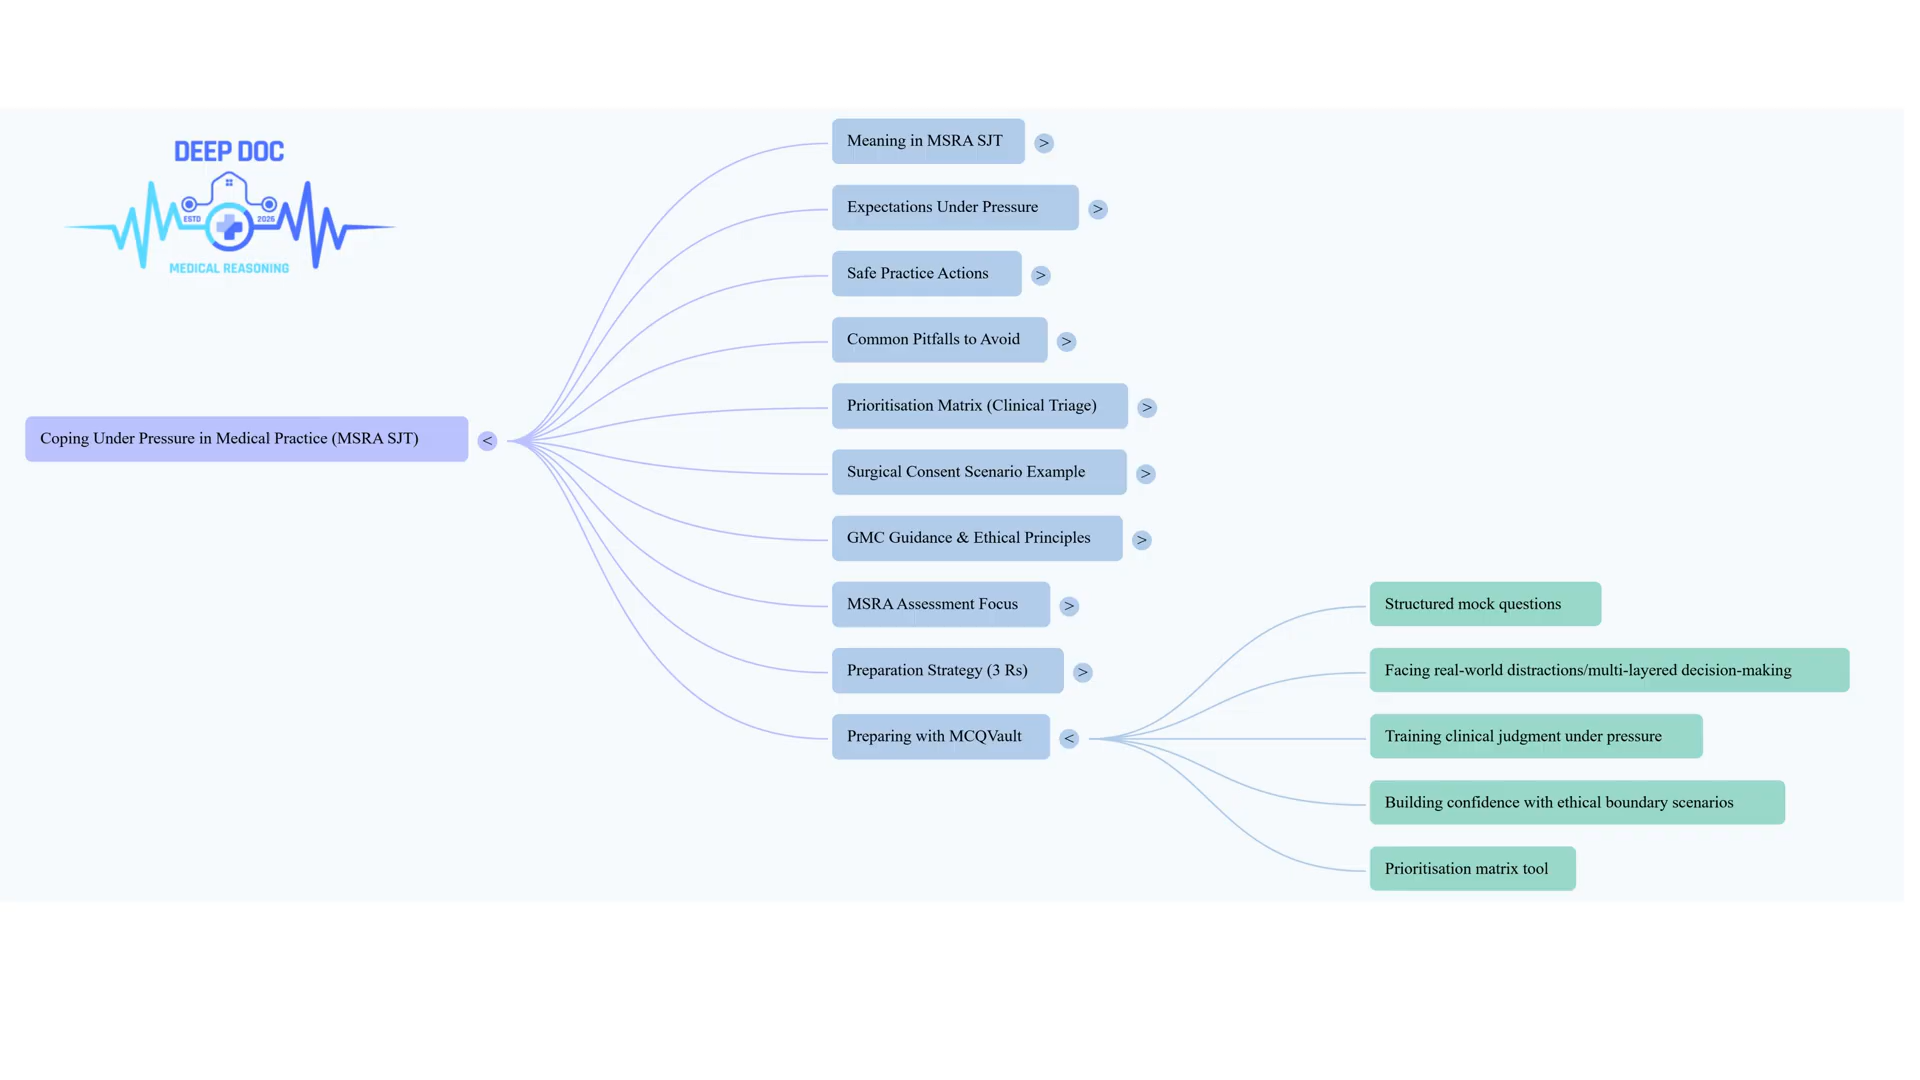 DEEP DOC
ESTD
2026
MEDICAL REASONING
Coping Under Pressure in Medical Practice (MSRA SJT)
<
Meaning in MSRA SJT
>
Expectations Under Pressure
>
Safe Practice Actions
>
Common Pitfalls to Avoid
>
Prioritisation Matrix (Clinical Triage)
>
Surgical Consent Scenario Example
>
GMC Guidance & Ethical Principles
>
MSRA Assessment Focus
>
Preparation Strategy (3 Rs)
>
Preparing with MCQVault
<
Structured mock questions
Facing real-world distractions/multi-layered decision-making
Training clinical judgment under pressure
Building confidence with ethical boundary scenarios
Prioritisation matrix tool